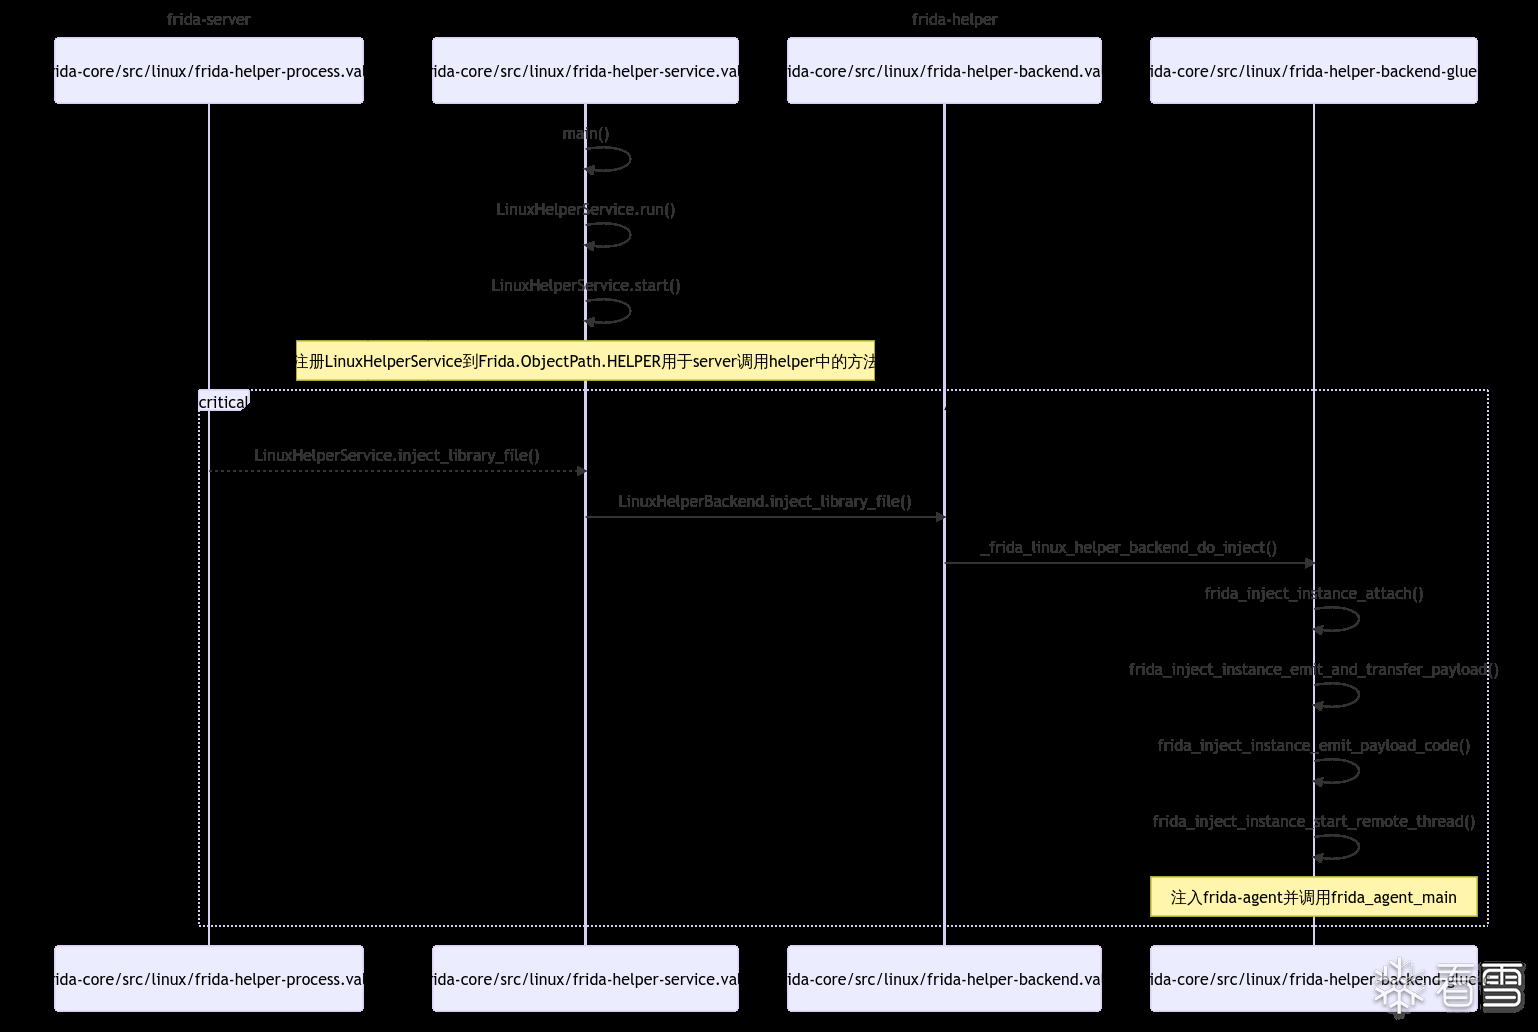 frida-server
frida-helper
rida-core/src/linux/frida-helper-process.val
rida-core/src/linux/frida-helper-service.val
ida-core/src/linux/frida-helper-backend.va
ida-core/src/linux/frida-helper-backend-glue
main()
LinuxHelperService.run()
LinuxHelperService.start()
注册LinuxHelperService到Frida.ObjectPath.HELPER用于server调用helper中的方法
critical
LinuxHelperService.inject_library_file()
LinuxHelperBackend.inject_library_file()
_frida_linux_helper_backend_do_inject()
frida_inject_instance_attach()
frida_inject_instance_emit_and_transfer_payload()
frida_inject_instance_emit_payload_code()
frida_inject_instance_start_remote_thread()
注入frida-agent并调用frida_agent_main
rida-core/src/linux/frida-helper-process.val
rida-core/src/linux/frida-helper-service.val
ida-core/src/linux/frida-helper-backend.va
ida-core/src/linux/frida-helper-backend-glue
看雪